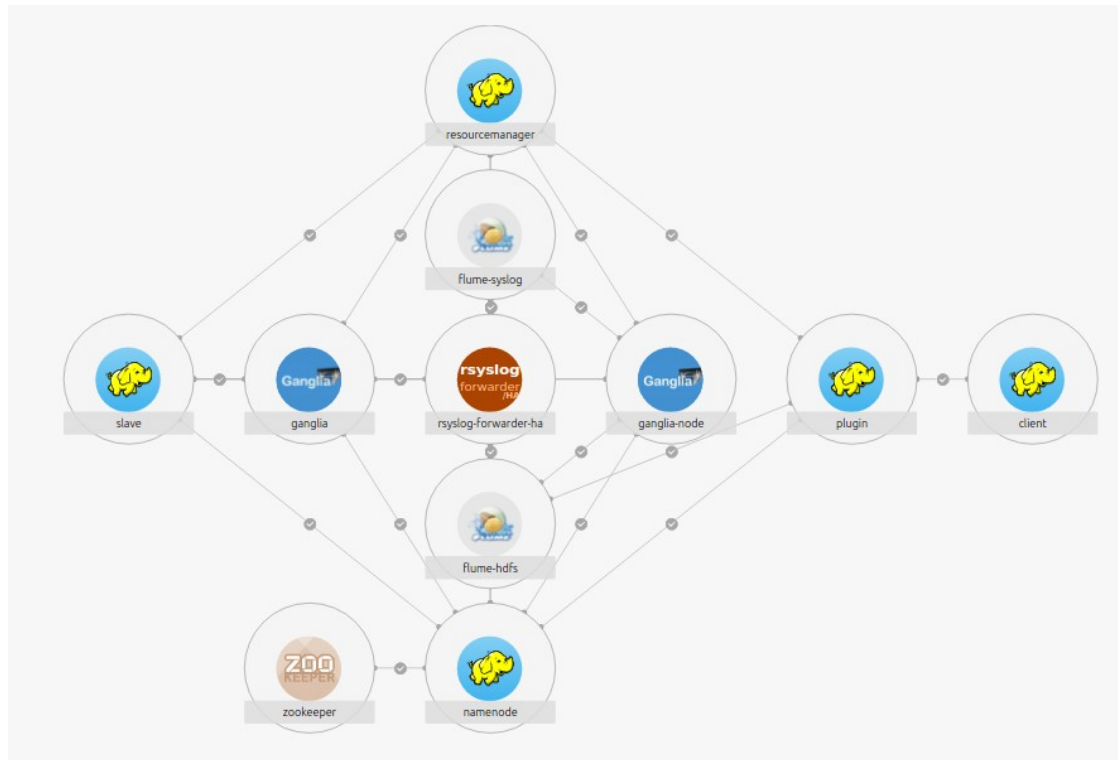 resourcemanager
flume-syslog
Ganglia
rsyslog
forwarder
/HA
Ganglia
slave
ganglia
rsyslog-forwarder-ha
ganglia-node
plugin
client
flume-hdfs
ZOO
KEEPER
zookeeper
namenode